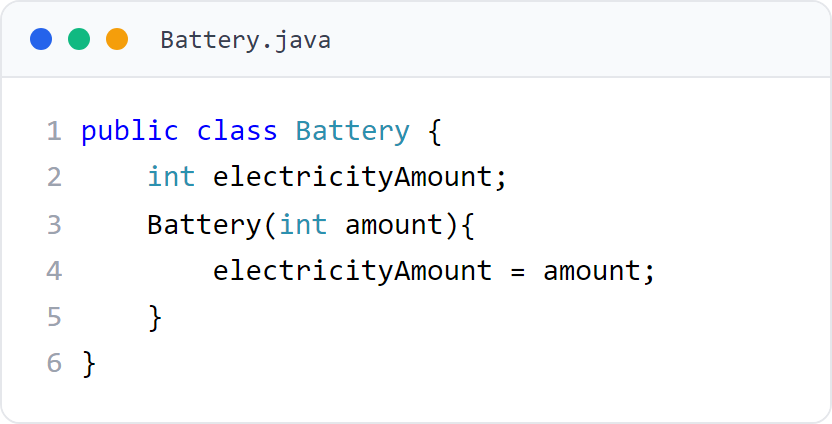 Battery.java
1 public class Battery {
2     int electricityAmount;
3     Battery(int amount){
4         electricityAmount = amount;
5     }
6 }